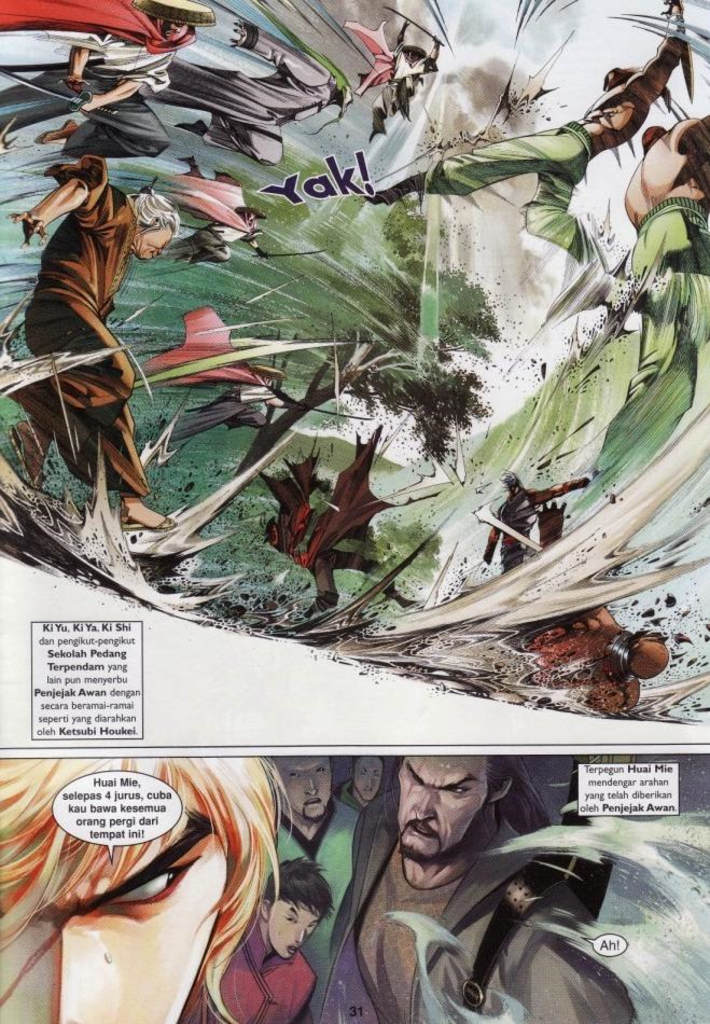 Yak!
Ki Yu, Ki Ya, Ki Shi
dan pengikut-pengikut
Sekolah Pedang
Terpendam yang
lain pun menyerbu
Penjejak Awan dengan
secara beramai-ramai
seperti yang diarahkan
oleh Ketsubi Houkei.
Huai Mie,
selepas 4 jurus, cuba
kau bawa kesemua
orang pergi dari
tempat ini!
Terpegun Huai Mie
mendengar arahan
yang telah diberikan
oleh Penjejak Awan.
Ah!
31